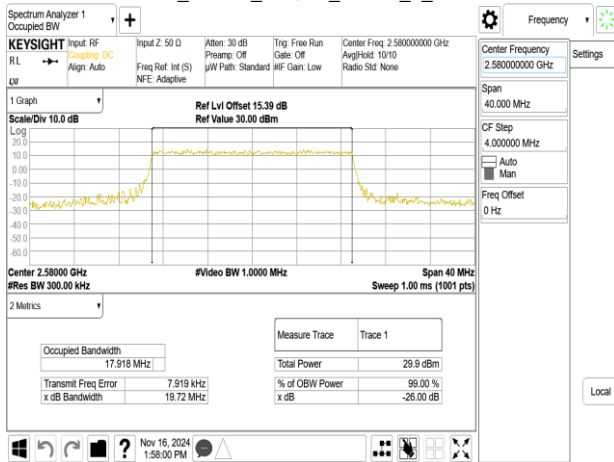 Spectrum Analyzer 1
Occupied BW
Frequency
KEYSIGHT
RL
LXI
Input: RF
Coupling: DC
Align: Auto
Input Z: 50 Ω
Freq Ref: Int (S)
NFE: Adaptive
Atten: 30 dB
Preamp: Off
µW Path: Standard
Trig: Free Run
Gate: Off
#IF Gain: Low
Center Freq: 2.580000000 GHz
Avg|Hold: 10/10
Radio Std: None
Center Frequency
2.580000000 GHz
Settings
Span
40.000 MHz
CF Step
4.000000 MHz
Auto
Man
Freq Offset
0 Hz
Local
1 Graph
Scale/Div 10.0 dB
Ref Lvl Offset 15.39 dB
Ref Value 30.00 dBm
Log
20.0
10.0
0.00
-10.0
-20.0
-30.0
-40.0
-50.0
-60.0
Center 2.58000 GHz
#Video BW 1.0000 MHz
Span 40 MHz
#Res BW 300.00 kHz
Sweep 1.00 ms (1001 pts)
2 Metrics
Measure Trace Trace 1
Occupied Bandwidth
17.918 MHz
Total Power 29.9 dBm
Transmit Freq Error 7.919 kHz
% of OBW Power 99.00 %
x dB Bandwidth 19.72 MHz
x dB -26.00 dB
Nov 16, 2024
1:58:00 PM